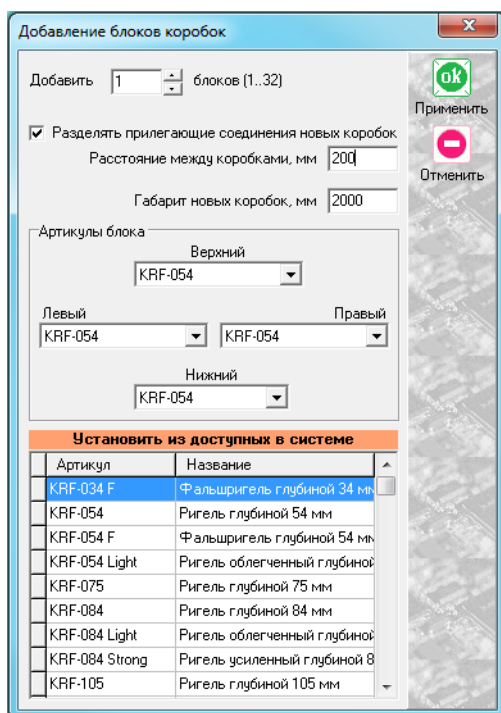 Добавление блоков коробок
ok
Добавить 1 блоков (1..32)
Применить
Разделять прилегающие соединения новых коробок
Расстояние между коробками, мм 200
Отменить
Габарит новых коробок, мм 2000
Артикулы блока
Верхний
KRF-054
Левый Правый
KRF-054 KRF-054
Нижний
KRF-054
Установить из доступных в системе
Артикул Название
KRF-034 F Фальшригель глубиной 34 мм
KRF-054 Ригель глубиной 54 мм
KRF-054 F Фальшригель глубиной 54 мм
KRF-054 Light Ригель облегченный глубиной
KRF-075 Ригель глубиной 75 мм
KRF-084 Ригель глубиной 84 мм
KRF-084 Light Ригель облегченный глубиной
KRF-084 Strong Ригель усиленный глубиной 8
KRF-105 Ригель глубиной 105 мм